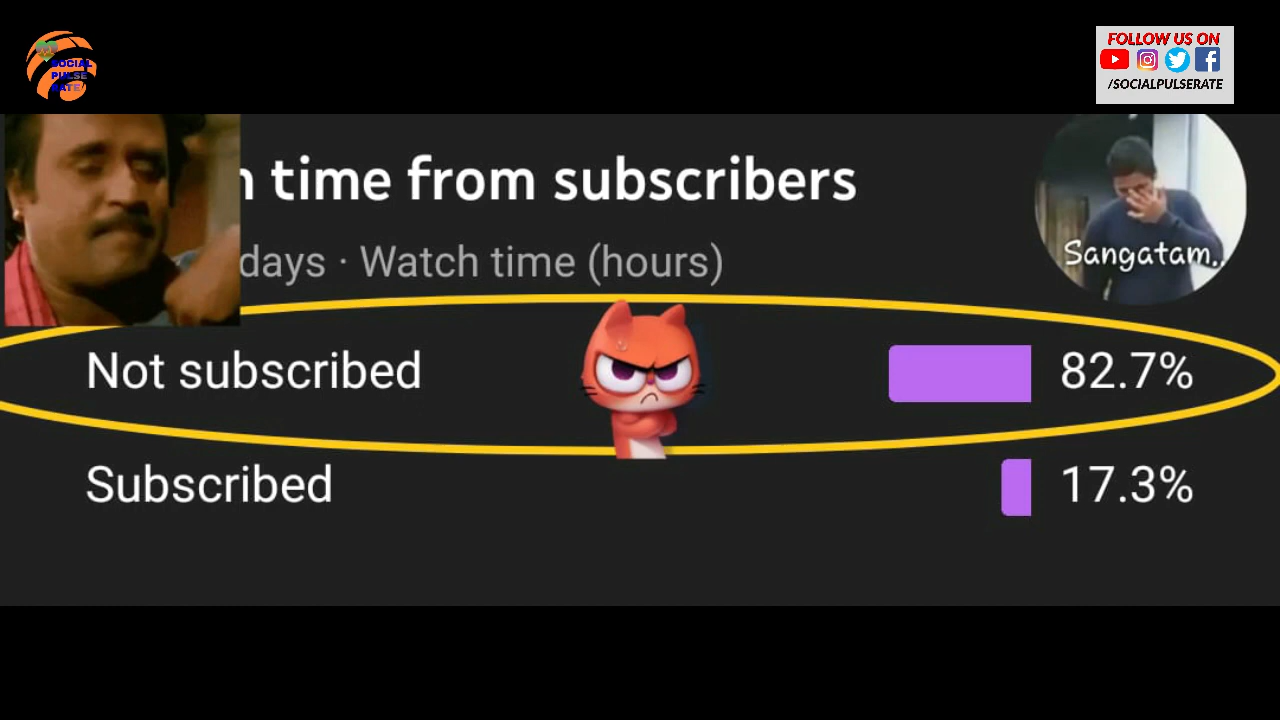 SOCIAL
PULSE
RATE
FOLLOW US ON
/SOCIALPULSERATE
time from subscribers
days · Watch time (hours)
Sangatam..
Not subscribed
82.7%
Subscribed
17.3%